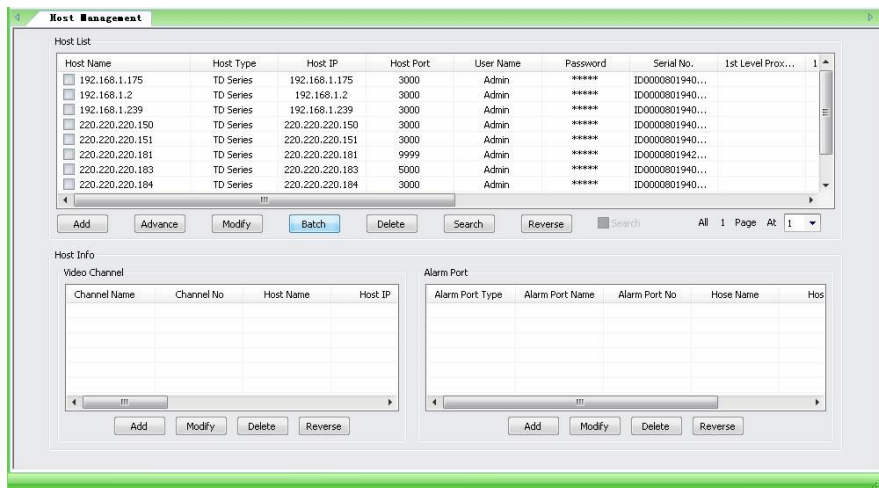 Host Management
Host List
Host Name Host Type Host IP Host Port User Name Password Serial No. 1st Level Prox... 1
192.168.1.175 TD Series 192.168.1.175 3000 Admin ***** ID0000801940...
192.168.1.2 TD Series 192.168.1.2 3000 Admin ***** ID0000801940...
192.168.1.239 TD Series 192.168.1.239 3000 Admin ***** ID0000801940...
220.220.220.150 TD Series 220.220.220.150 3000 Admin ***** ID0000801940...
220.220.220.151 TD Series 220.220.220.151 3000 Admin ***** ID0000801940...
220.220.220.181 TD Series 220.220.220.181 9999 Admin ***** ID0000801942...
220.220.220.183 TD Series 220.220.220.183 5000 Admin ***** ID0000801940...
220.220.220.184 TD Series 220.220.220.184 3000 Admin ***** ID0000801940...
Add Advance Modify Batch Delete Search Reverse Search All 1 Page At 1
Host Info
Video Channel Alarm Port
Channel Name Channel No Host Name Host IP Alarm Port Type Alarm Port Name Alarm Port No Hose Name Hos
Add Modify Delete Reverse Add Modify Delete Reverse